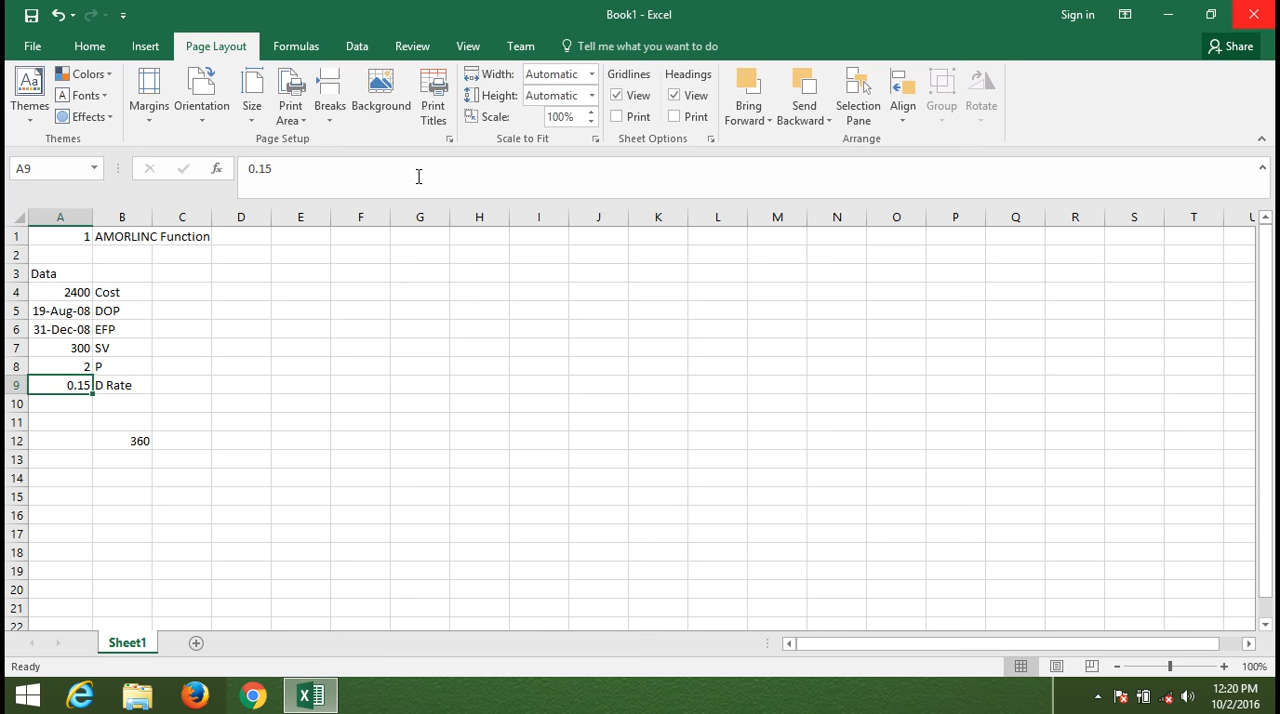 Book1 - Excel
Sign in
File Home Insert Page Layout Formulas Data Review View Team Tell me what you want to do Share
Themes
Colors
Fonts
Effects
Themes
Margins Orientation Size Print Area Breaks Background Print Titles
Page Setup
Width: Automatic
Height: Automatic
Scale: 100%
Scale to Fit
Gridlines Headings
View View
Print Print
Sheet Options
Bring Forward Send Backward Selection Pane Align Group Rotate
Arrange
A9 fx 0.15
A B C D E F G H I J K L M N O P Q R S T U
1 1 AMORLINC Function
2
3 Data
4 2400 Cost
5 19-Aug-08 DOP
6 31-Dec-08 EFP
7 300 SV
8 2 P
9 0.15 D Rate
10
11
12 360
13
14
15
16
17
18
19
20
21
22
Sheet1
Ready 100%
12:20 PM
10/2/2016